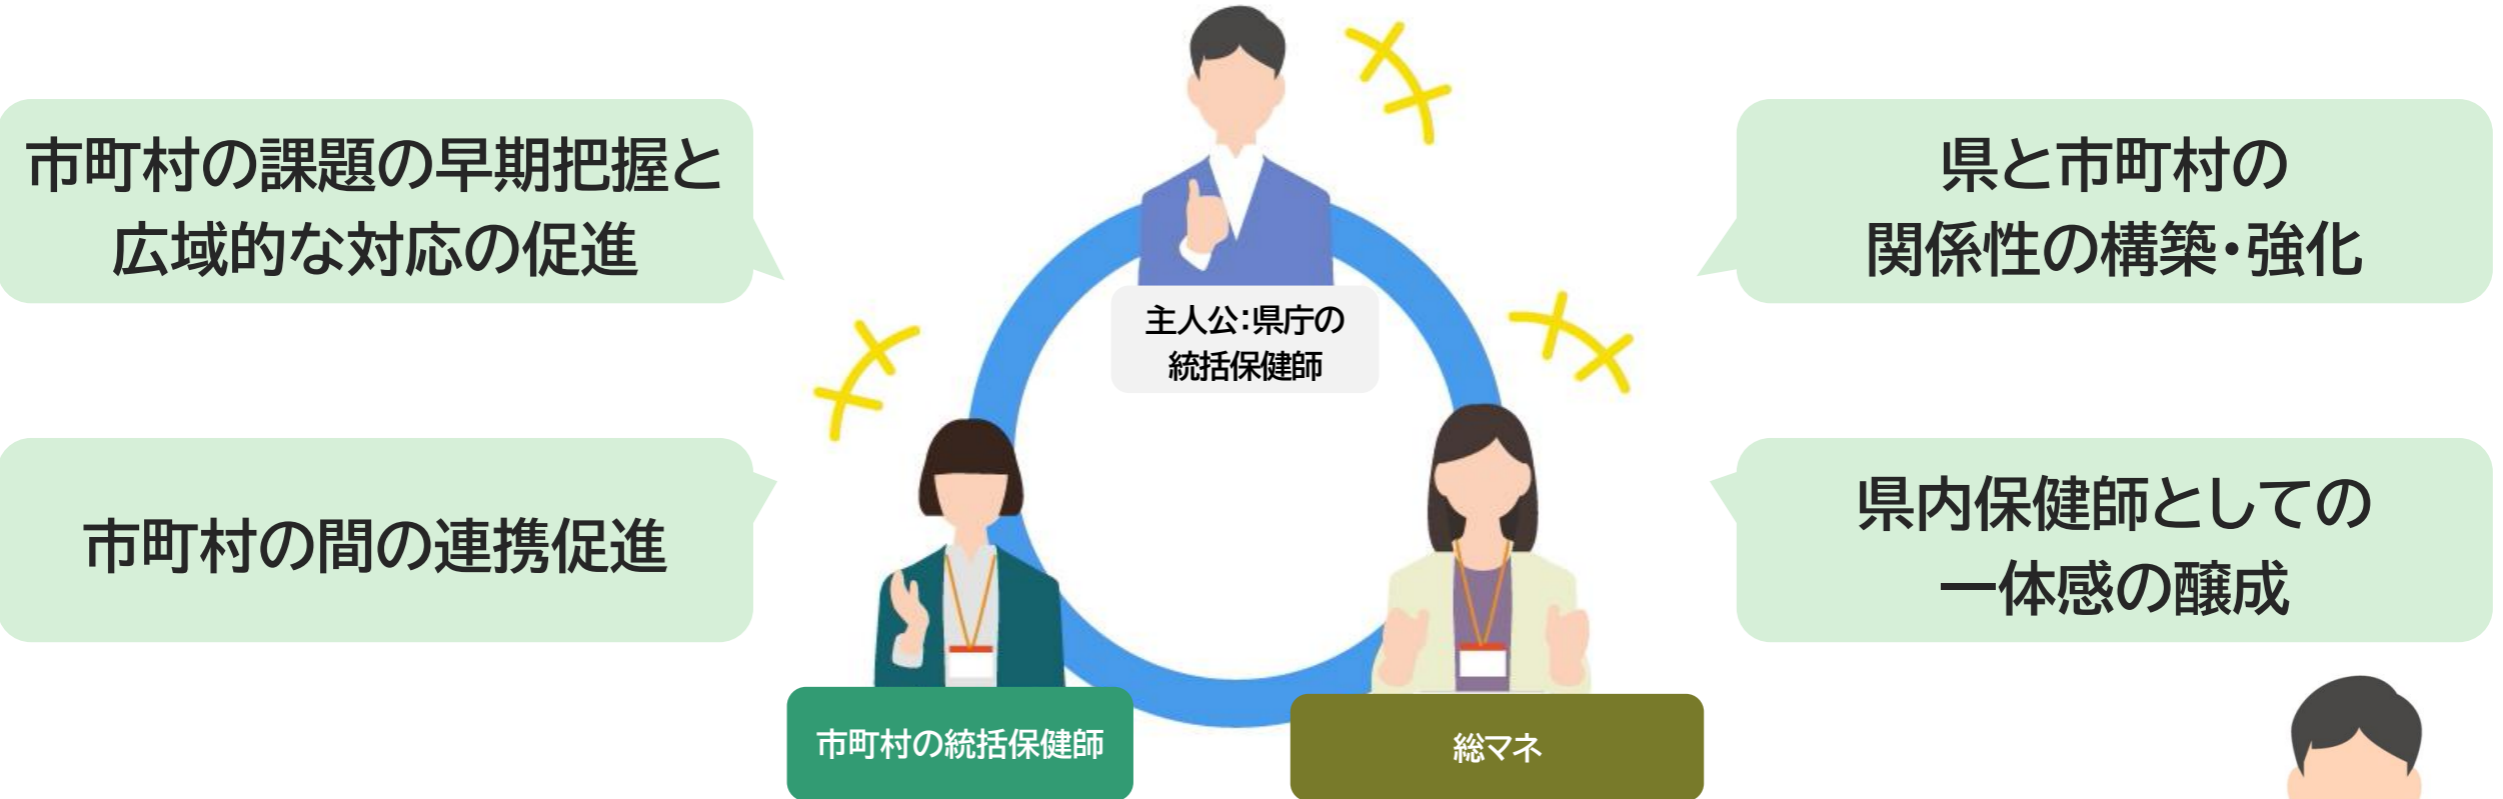 市町村の課題の早期把握と
広域的な対応の促進
県と市町村の
関係性の構築・強化
主人公：県庁の
統括保健師
市町村の間の連携促進
県内保健師としての
一体感の醸成
市町村の統括保健師
総マネ